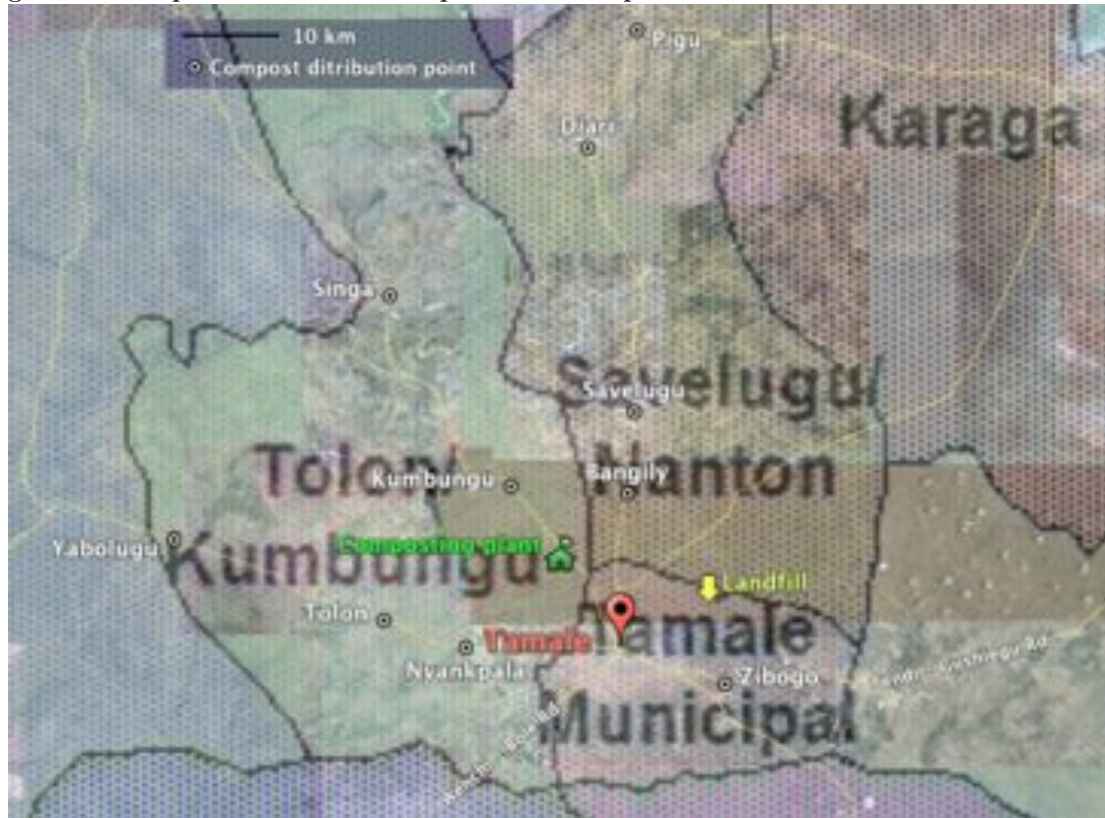 10 km
Compost ditribution point
Pigu
Diari
Karaga
Singa
Savelugu/
Savelugu
Nanton
Bangily
Tolon/
Kumbungu
Kumbungu
Yabolugu
Composting plant
Landfill
Tolon
Tamale
Tamale
Nyankpala
Zibogo
Municipal